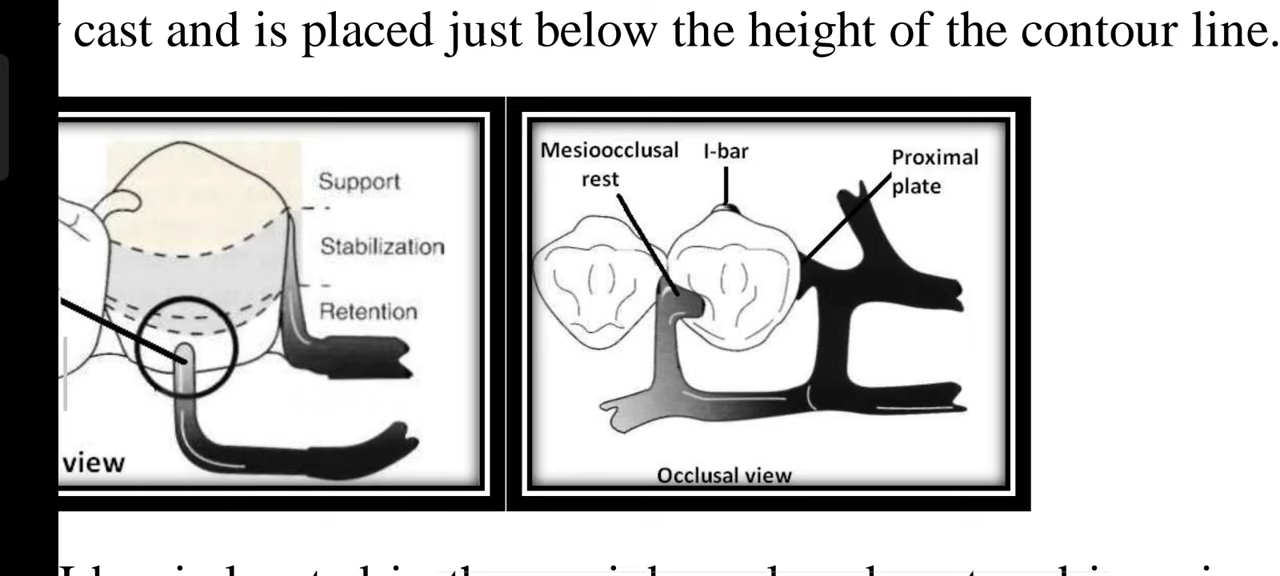 cast and is placed just below the height of the contour line.
Support
Stabilization
Retention
view
Mesioocclusal
rest
I-bar
Proximal
plate
Occlusal view